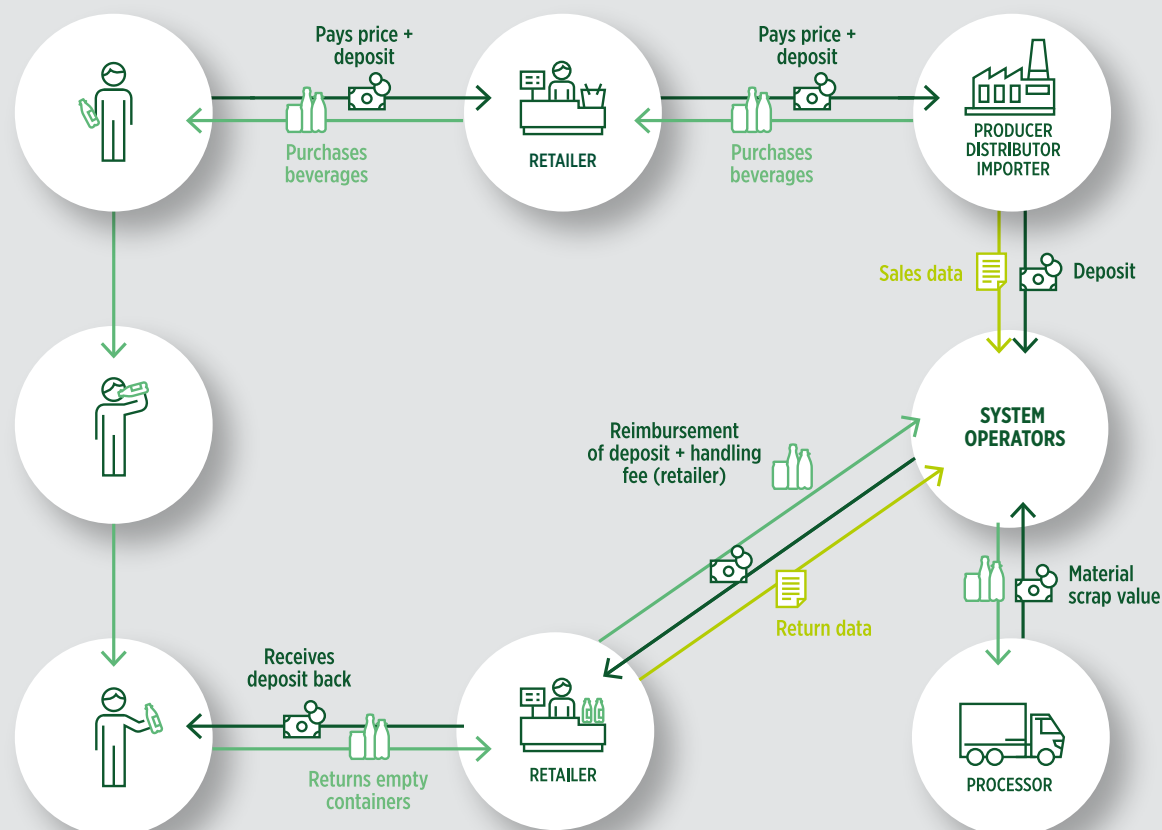 Pays price +
deposit
Purchases
beverages
RETAILER
Pays price +
deposit
Purchases
beverages
PRODUCER
DISTRIBUTOR
IMPORTER
Sales data
Deposit
SYSTEM
OPERATORS
Reimbursement
of deposit + handling
fee (retailer)
Return data
Material
scrap value
Receives
deposit back
Returns empty
containers
RETAILER
PROCESSOR